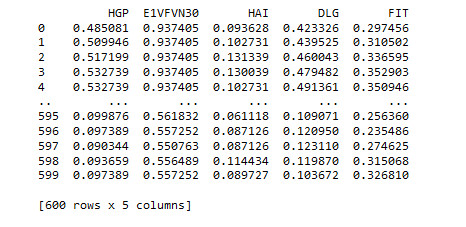 HGP E1VFVN30 HAI DLG FIT
0 0.485081 0.937405 0.093628 0.423326 0.297456
1 0.509946 0.937405 0.102731 0.439525 0.310502
2 0.517199 0.937405 0.131339 0.460043 0.336595
3 0.532739 0.937405 0.130039 0.479482 0.352903
4 0.532739 0.937405 0.102731 0.491361 0.350946
.. ... ... ... ... ...
595 0.099876 0.561832 0.061118 0.109071 0.256360
596 0.097389 0.557252 0.087126 0.120950 0.235486
597 0.090344 0.550763 0.087126 0.123110 0.274625
598 0.093659 0.556489 0.114434 0.119870 0.315068
599 0.097389 0.557252 0.089727 0.103672 0.326810
[600 rows x 5 columns]